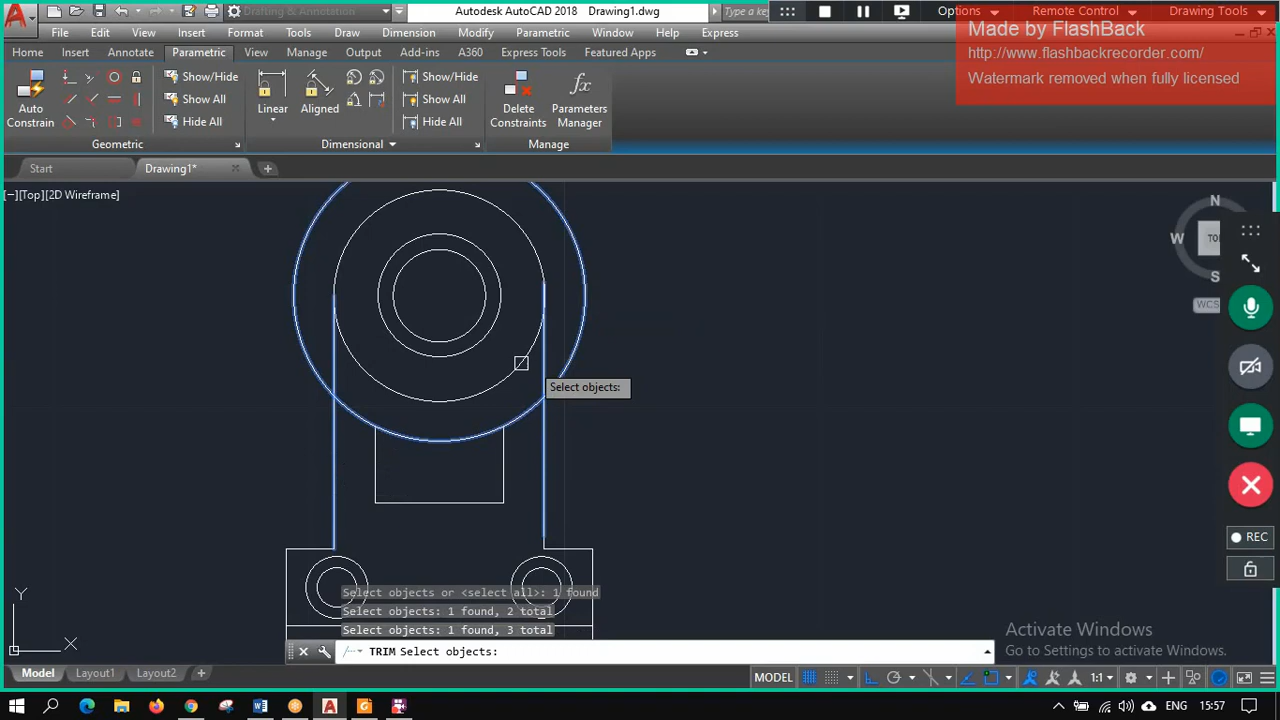 Drafting & Annotation
Autodesk AutoCAD 2018 Drawing1.dwg
Type a key
Options
Remote Control
Drawing Tools
Made by FlashBack
http://www.flashbackrecorder.com/
Watermark removed when fully licensed
File Edit View Insert Format Tools Draw Dimension Modify Parametric Window Help Express
Home Insert Annotate Parametric View Manage Output Add-ins A360 Express Tools Featured Apps
Auto
Constrain
Show/Hide
Show All
Hide All
Geometric
Linear
Aligned
Show/Hide
Show All
Hide All
Dimensional
Delete
Constraints
Parameters
Manager
fx
Manage
Start
Drawing1*
[−][Top][2D Wireframe]
N
W
TO
S
WCS
Select objects:
REC
Select objects or <select all>: 1 found
Select objects: 1 found, 2 total
Select objects: 1 found, 3 total
TRIM Select objects:
Y
X
Activate Windows
Go to Settings to activate Windows.
Model Layout1 Layout2
MODEL
1:1
ENG
15:57